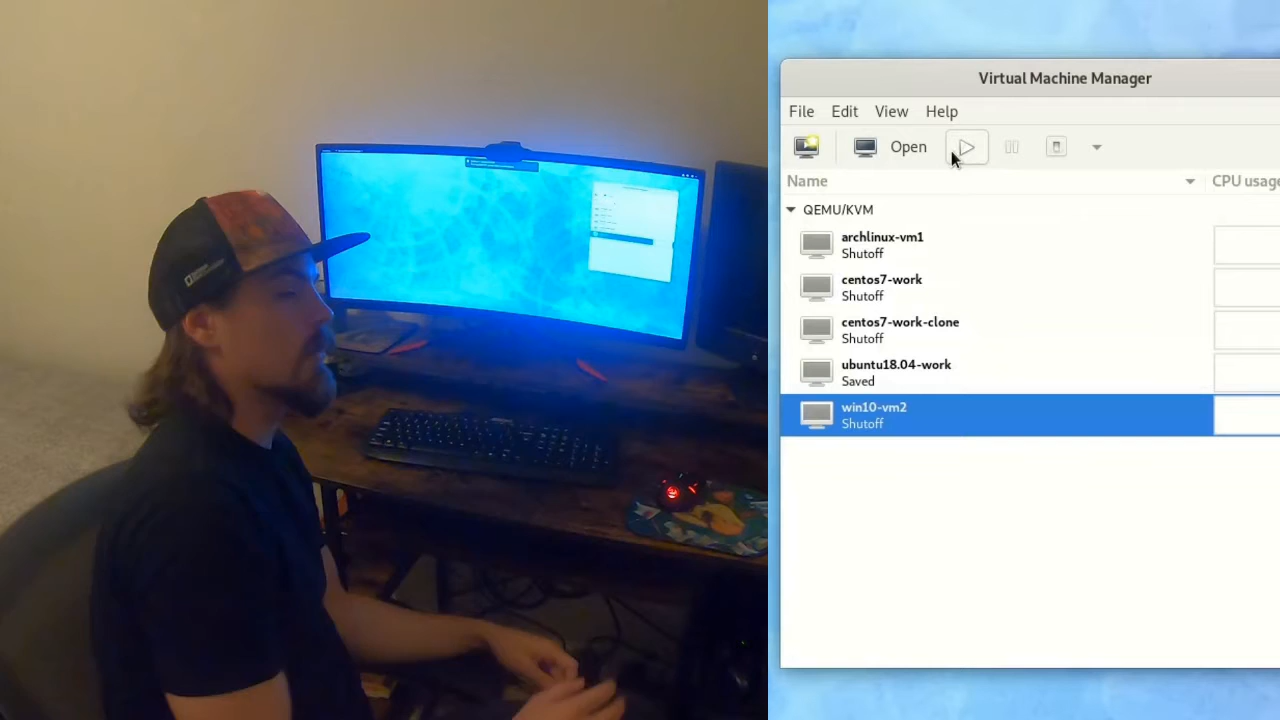 Virtual Machine Manager
File Edit View Help
Open
Name CPU usag
QEMU/KVM
archlinux-vm1
Shutoff
centos7-work
Shutoff
centos7-work-clone
Shutoff
ubuntu18.04-work
Saved
win10-vm2
Shutoff